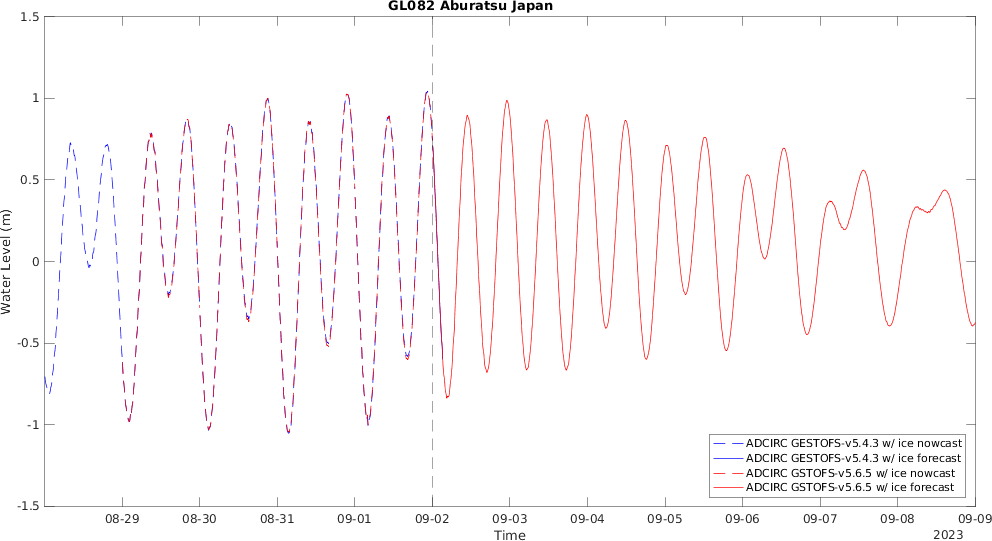 GL082 Aburatsu Japan
1.5
1
0.5
0
-0.5
-1
-1.5
Water Level (m)
ADCIRC GESTOFS-v5.4.3 w/ ice nowcast
ADCIRC GESTOFS-v5.4.3 w/ ice forecast
ADCIRC GSTOFS-v5.6.5 w/ ice nowcast
ADCIRC GSTOFS-v5.6.5 w/ ice forecast
08-29 08-30 08-31 09-01 09-02 09-03 09-04 09-05 09-06 09-07 09-08 09-09
Time
2023